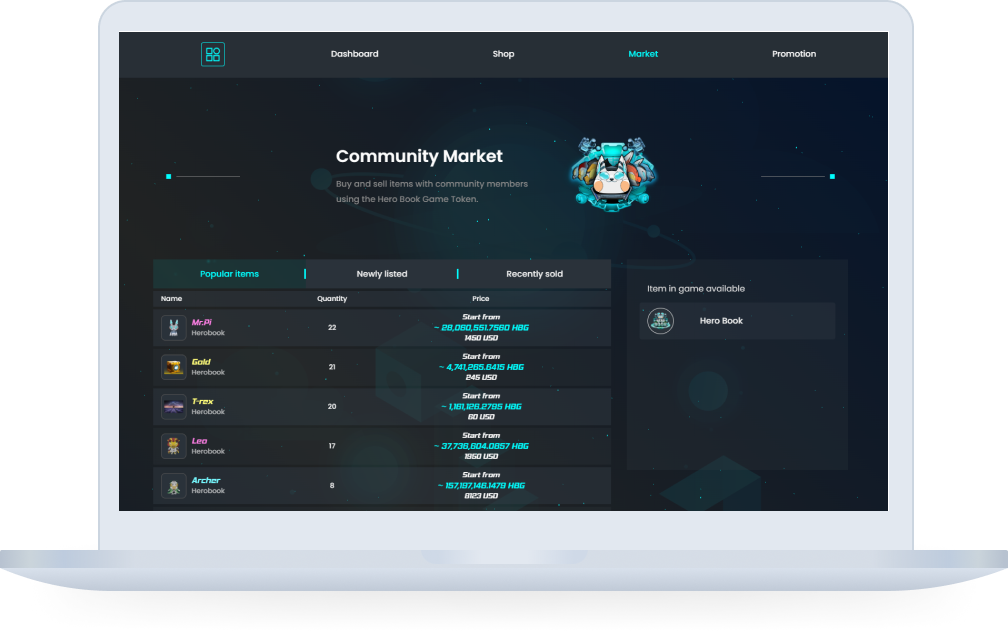 Dashboard
Shop
Market
Promotion
Community Market
Buy and sell items with community members
using the Hero Book Game Token.
Popular items
Newly listed
Recently sold
Name
Quantity
Price
Mr.Pi
Herobook
22
Start from
~ 28,060,551.7560 HBG
1450 USD
Gold
Herobook
21
Start from
~ 4,741,265.6415 HBG
245 USD
T-rex
Herobook
20
Start from
~ 1,161,126.2795 HBG
60 USD
Leo
Herobook
17
Start from
~ 37,736,604.0857 HBG
1950 USD
Archer
Herobook
8
Start from
~ 157,197,146.1479 HBG
8123 USD
Item in game available
Hero Book